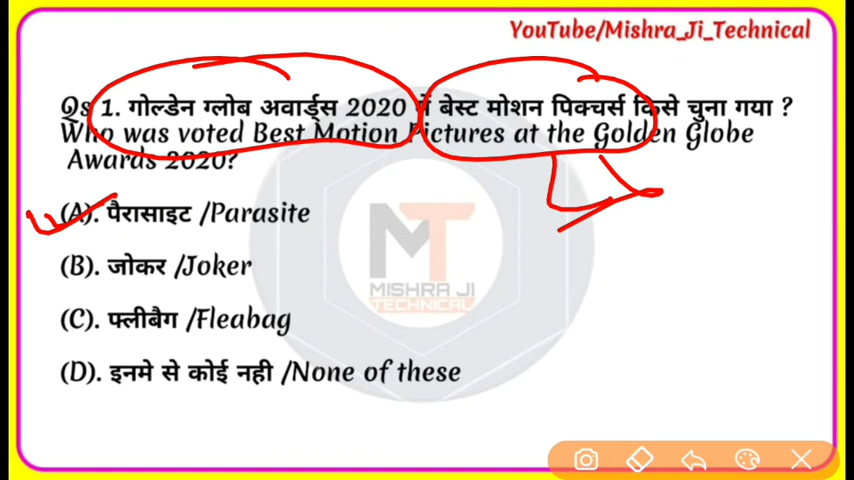 YouTube/Mishra_Ji_Technical
Qs 1. गोल्डेन ग्लोब अवार्ड्स 2020 में बेस्ट मोशन पिक्चर्स किसे चुना गया ?
Who was voted Best Motion Pictures at the Golden Globe
Awards 2020?
(A). पैरासाइट /Parasite
(B). जोकर /Joker
(C). फ्लीबैग /Fleabag
(D). इनमे से कोई नही /None of these
MT
MISHRA JI
TECHNICAL